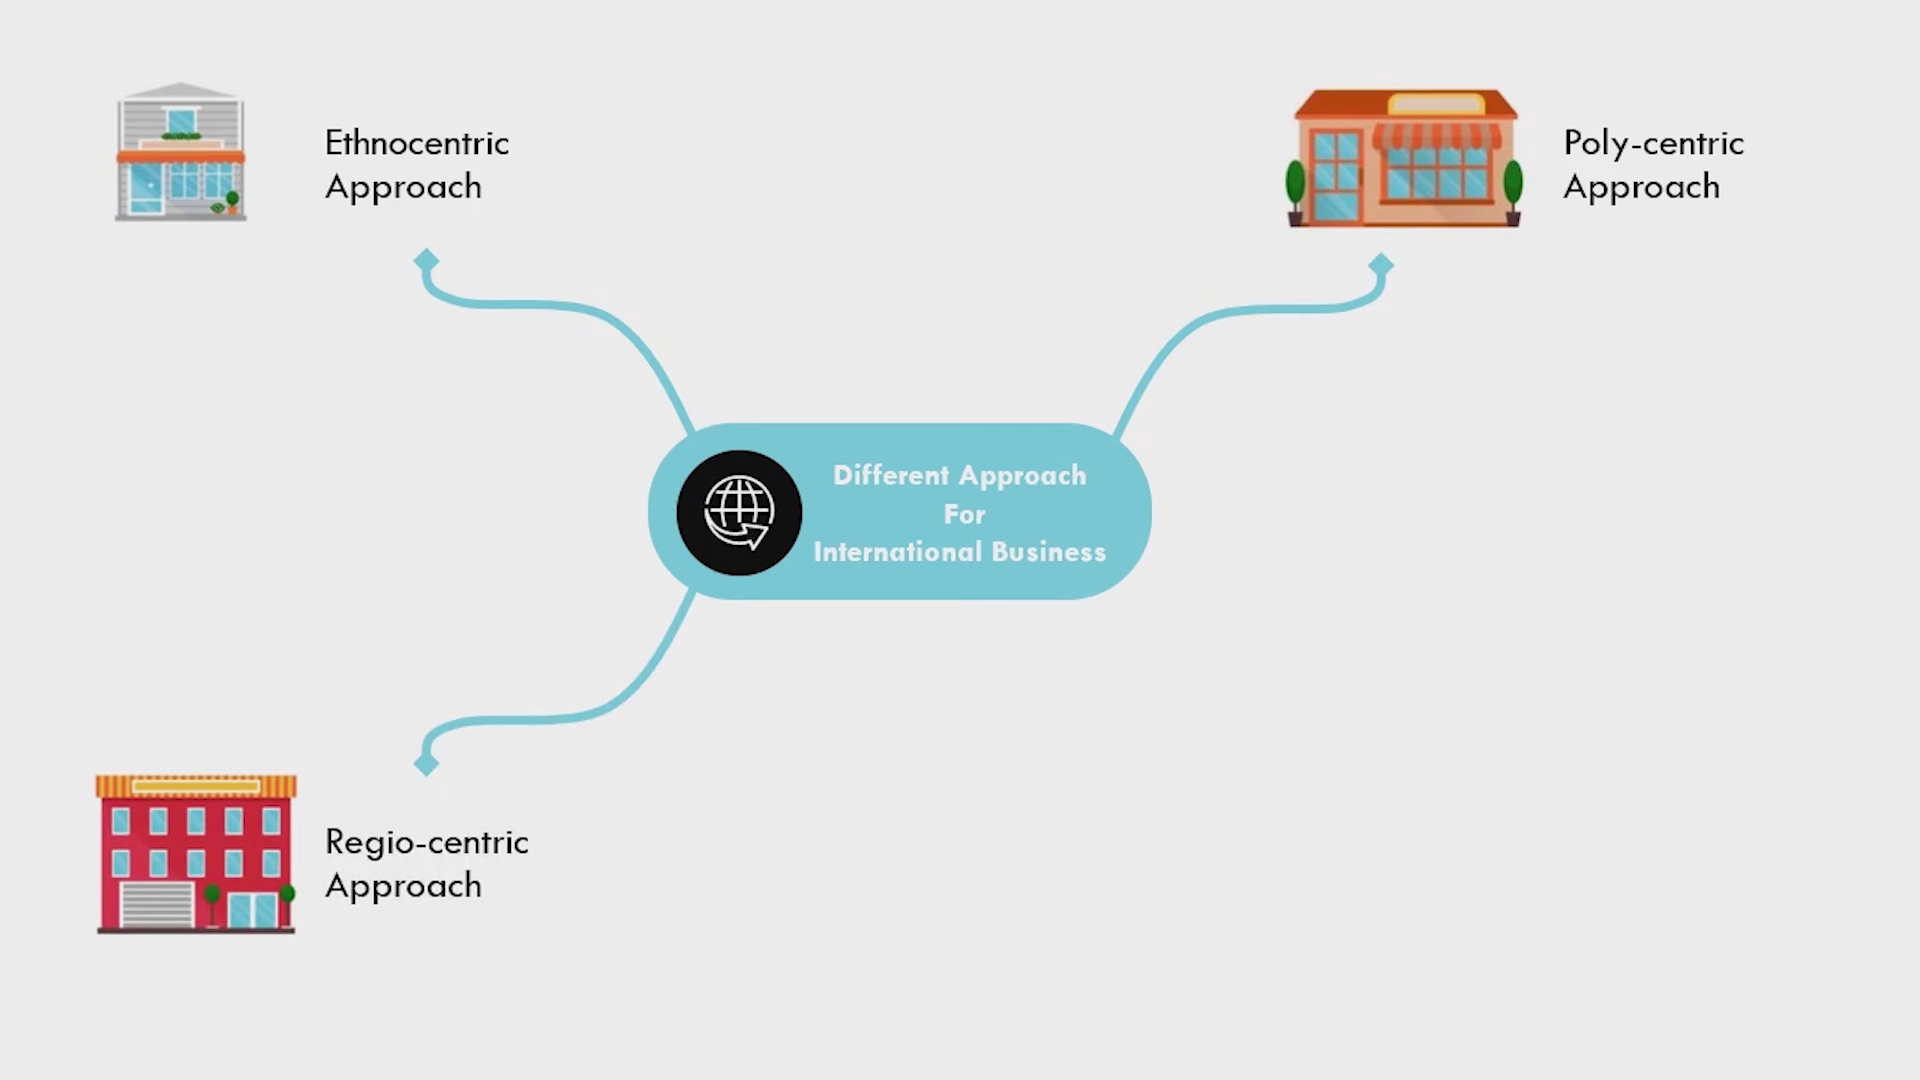 Ethnocentric
Approach
Poly-centric
Approach
Different Approach
For
International Business
Regio-centric
Approach